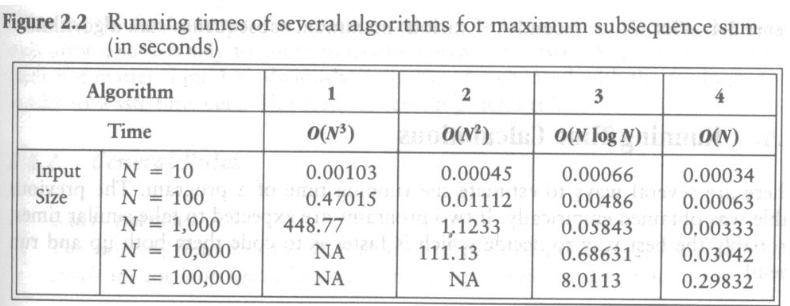 Figure 2.2 Running times of several algorithms for maximum subsequence sum
(in seconds)
Algorithm 1 2 3 4
Time O(N³) O(N²) O(N log N) O(N)
Input N = 10 0.00103 0.00045 0.00066 0.00034
Size N = 100 0.47015 0.01112 0.00486 0.00063
N = 1,000 448.77 1.1233 0.05843 0.00333
N = 10,000 NA 111.13 0.68631 0.03042
N = 100,000 NA NA 8.0113 0.29832